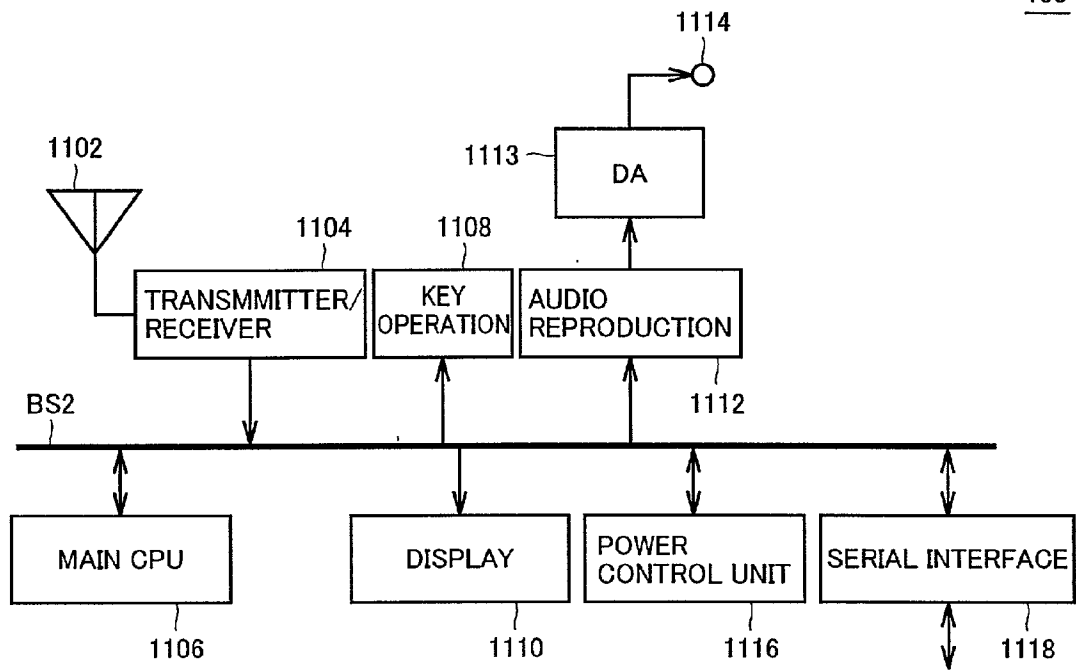 1114
1102
1113
DA
1104
1108
TRANSMMITTER/
RECEIVER
KEY
OPERATION
AUDIO
REPRODUCTION
BS2
1112
MAIN CPU
DISPLAY
POWER
CONTROL UNIT
SERIAL INTERFACE
1106
1110
1116
1118